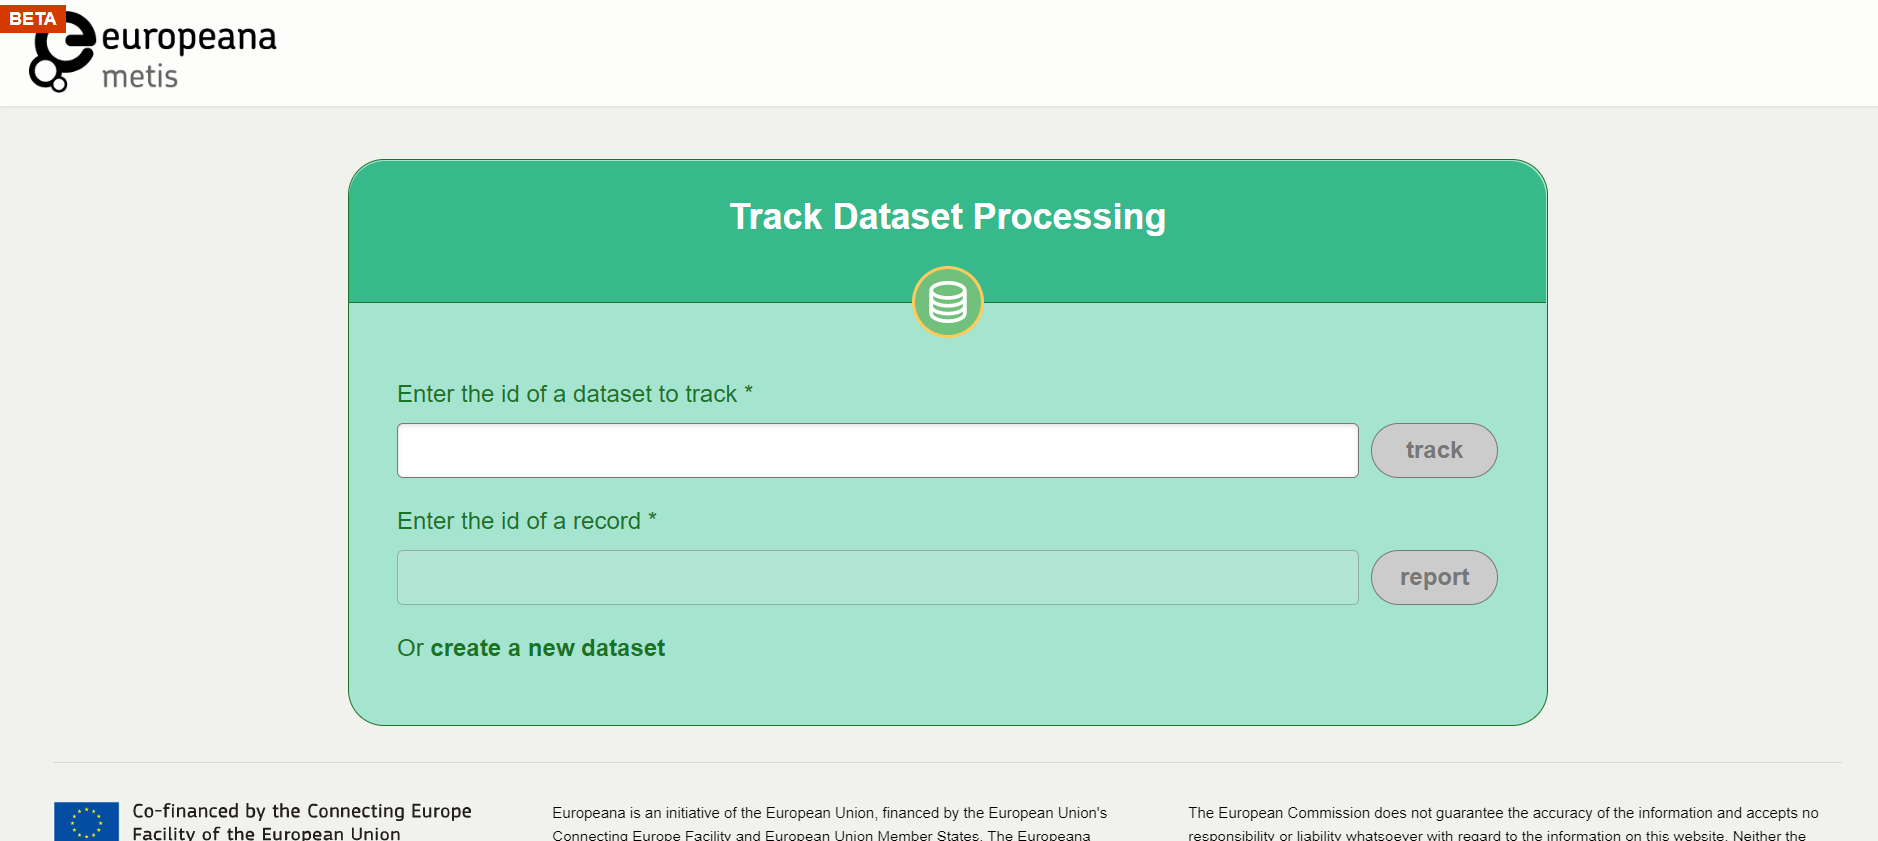 BETA
europeana
metis
Track Dataset Processing
Enter the id of a dataset to track *
track
Enter the id of a record *
report
Or create a new dataset
Co-financed by the Connecting Europe
Facility of the European Union
Europeana is an initiative of the European Union, financed by the European Union's
Connecting Europe Facility and European Union Member States. The Europeana
The European Commission does not guarantee the accuracy of the information and accepts no
responsibility or liability whatsoever with regard to the information on this website. Neither the